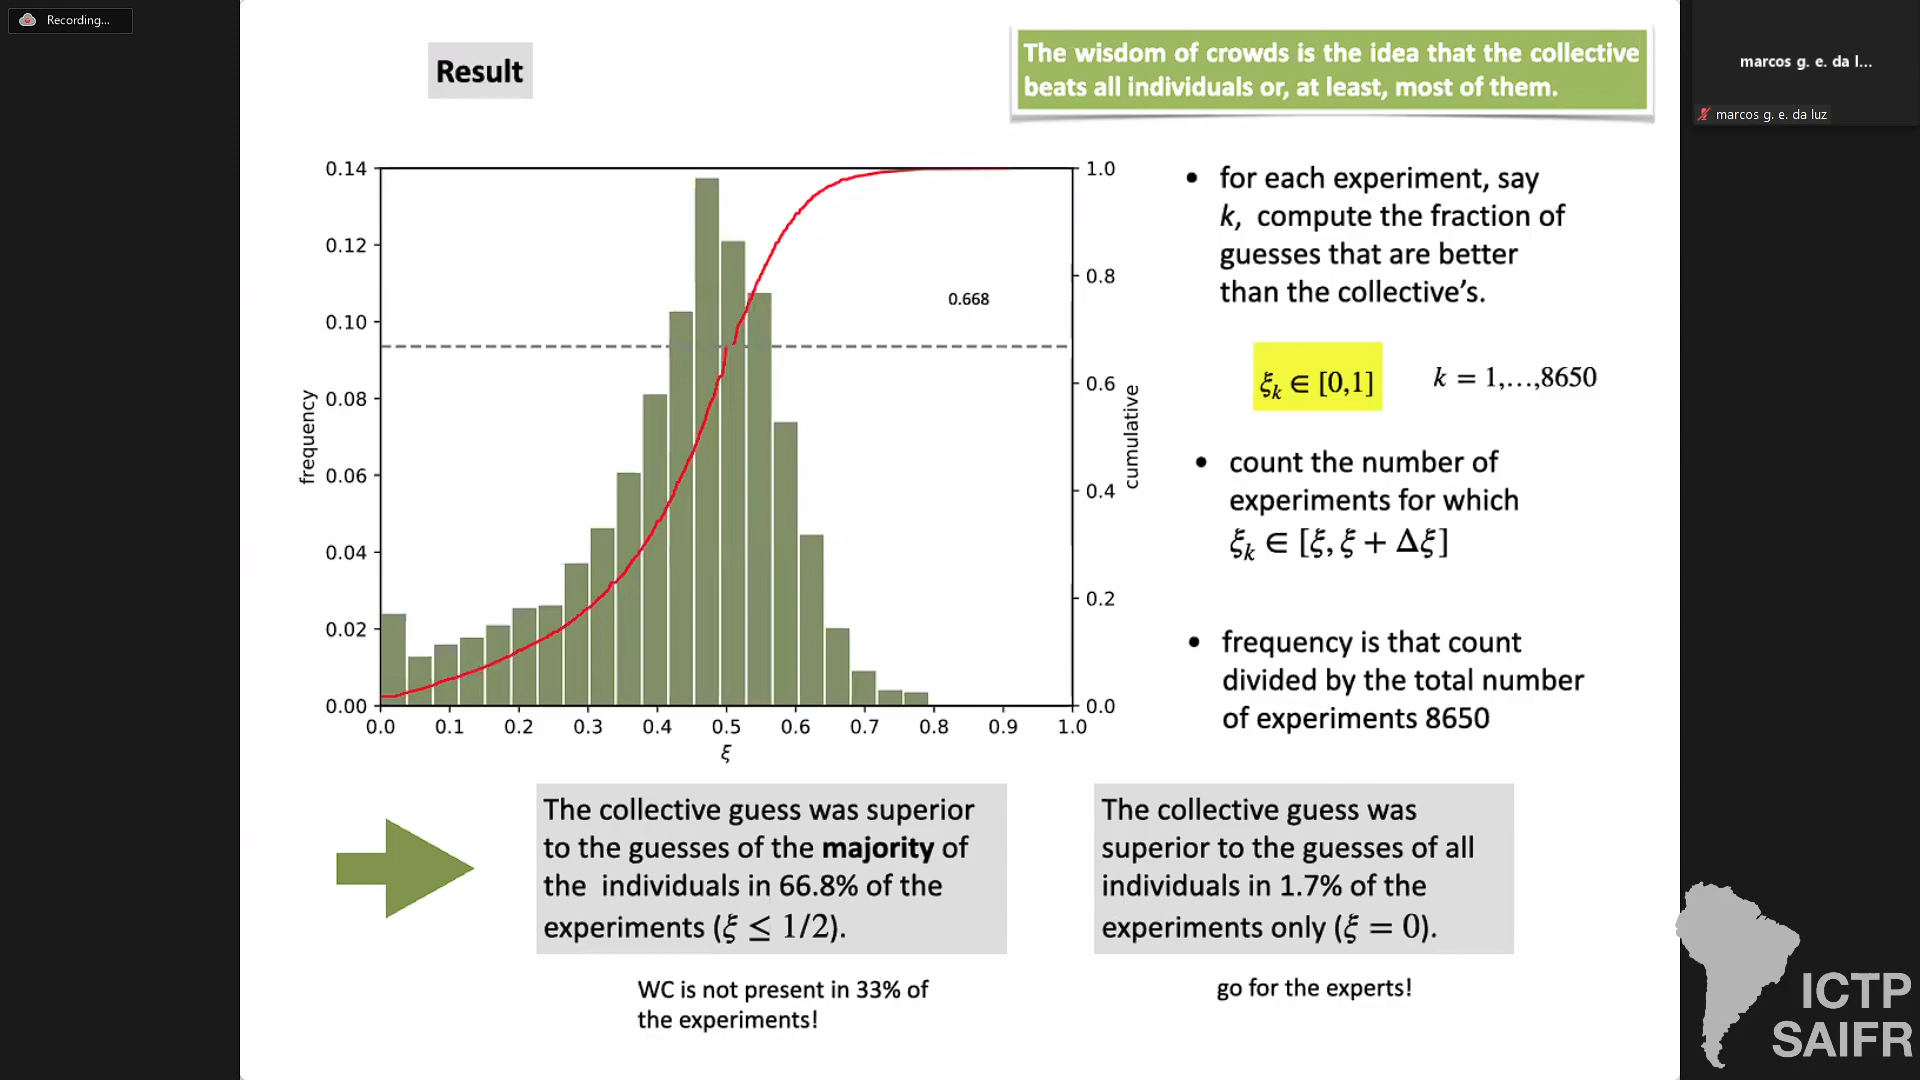 Recording...
Result
The wisdom of crowds is the idea that the collective
beats all individuals or, at least, most of them.
marcos g. e. da l...
marcos g. e. da luz
0.14
0.12
0.10
0.08
0.06
0.04
0.02
0.00
frequency
0.0 0.1 0.2 0.3 0.4 0.5 0.6 0.7 0.8 0.9 1.0
ξ
1.0
0.8
0.6
0.4
0.2
0.0
cumulative
0.668
• for each experiment, say
k, compute the fraction of
guesses that are better
than the collective’s.
ξₖ ∈ [0,1] k = 1,…,8650
• count the number of
experiments for which
ξₖ ∈ [ξ, ξ + Δξ]
• frequency is that count
divided by the total number
of experiments 8650
The collective guess was superior
to the guesses of the majority of
the individuals in 66.8% of the
experiments (ξ ≤ 1/2).
WC is not present in 33% of
the experiments!
The collective guess was
superior to the guesses of all
individuals in 1.7% of the
experiments only (ξ = 0).
go for the experts!
ICTP
SAIFR